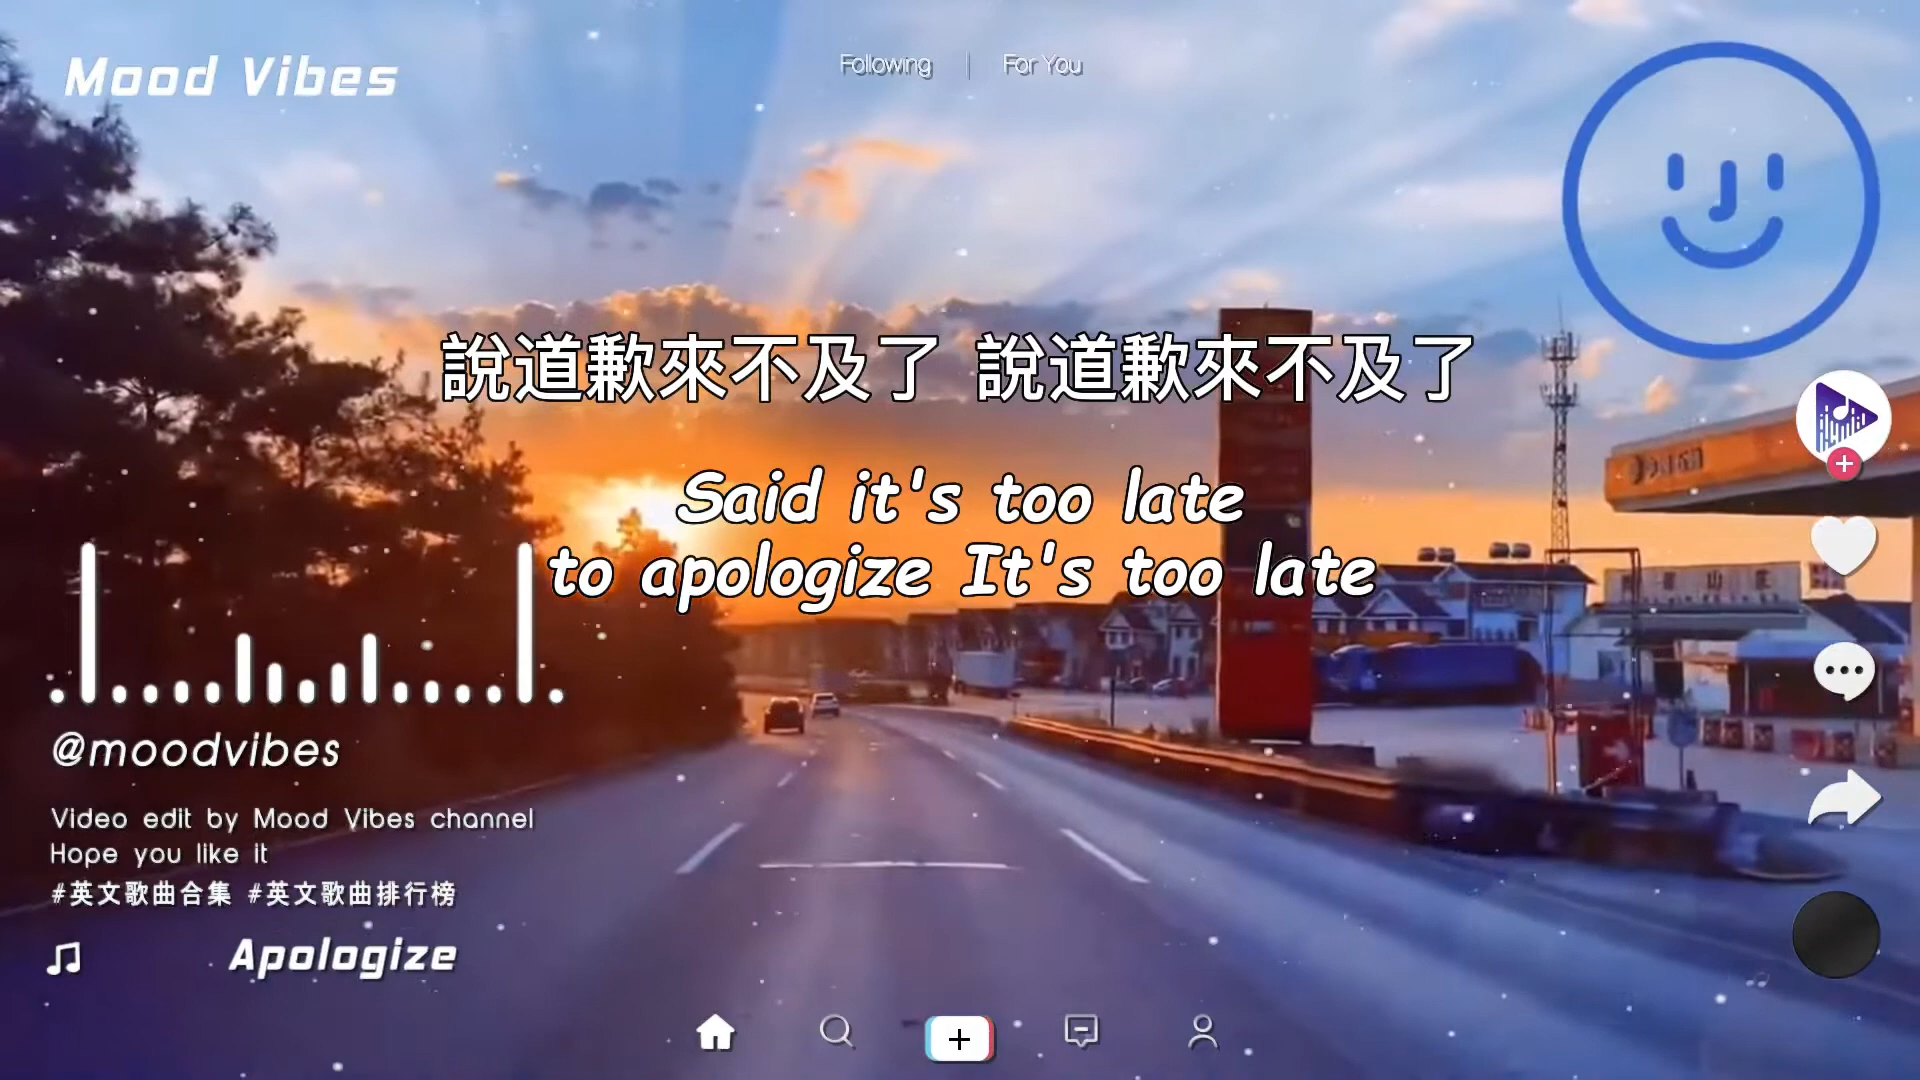 Mood Vibes
Following | For You
說道歉來不及了 說道歉來不及了
Said it's too late
to apologize It's too late
@moodvibes
Video edit by Mood Vibes channel
Hope you like it
#英文歌曲合集 #英文歌曲排行榜
Apologize